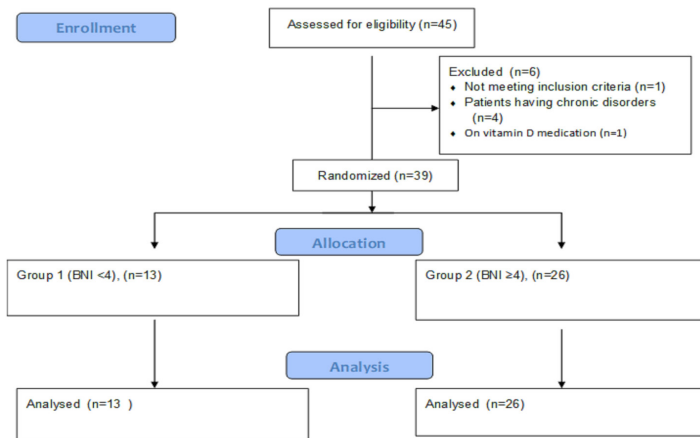 Enrollment
Assessed for eligibility (n=45)
Excluded (n=6)
♦ Not meeting inclusion criteria (n=1)
♦ Patients having chronic disorders
(n=4)
♦ On vitamin D medication (n=1)
Randomized (n=39)
Allocation
Group 1 (BNI <4), (n=13)
Group 2 (BNI ≥4), (n=26)
Analysis
Analysed (n=13 )
Analysed (n=26)